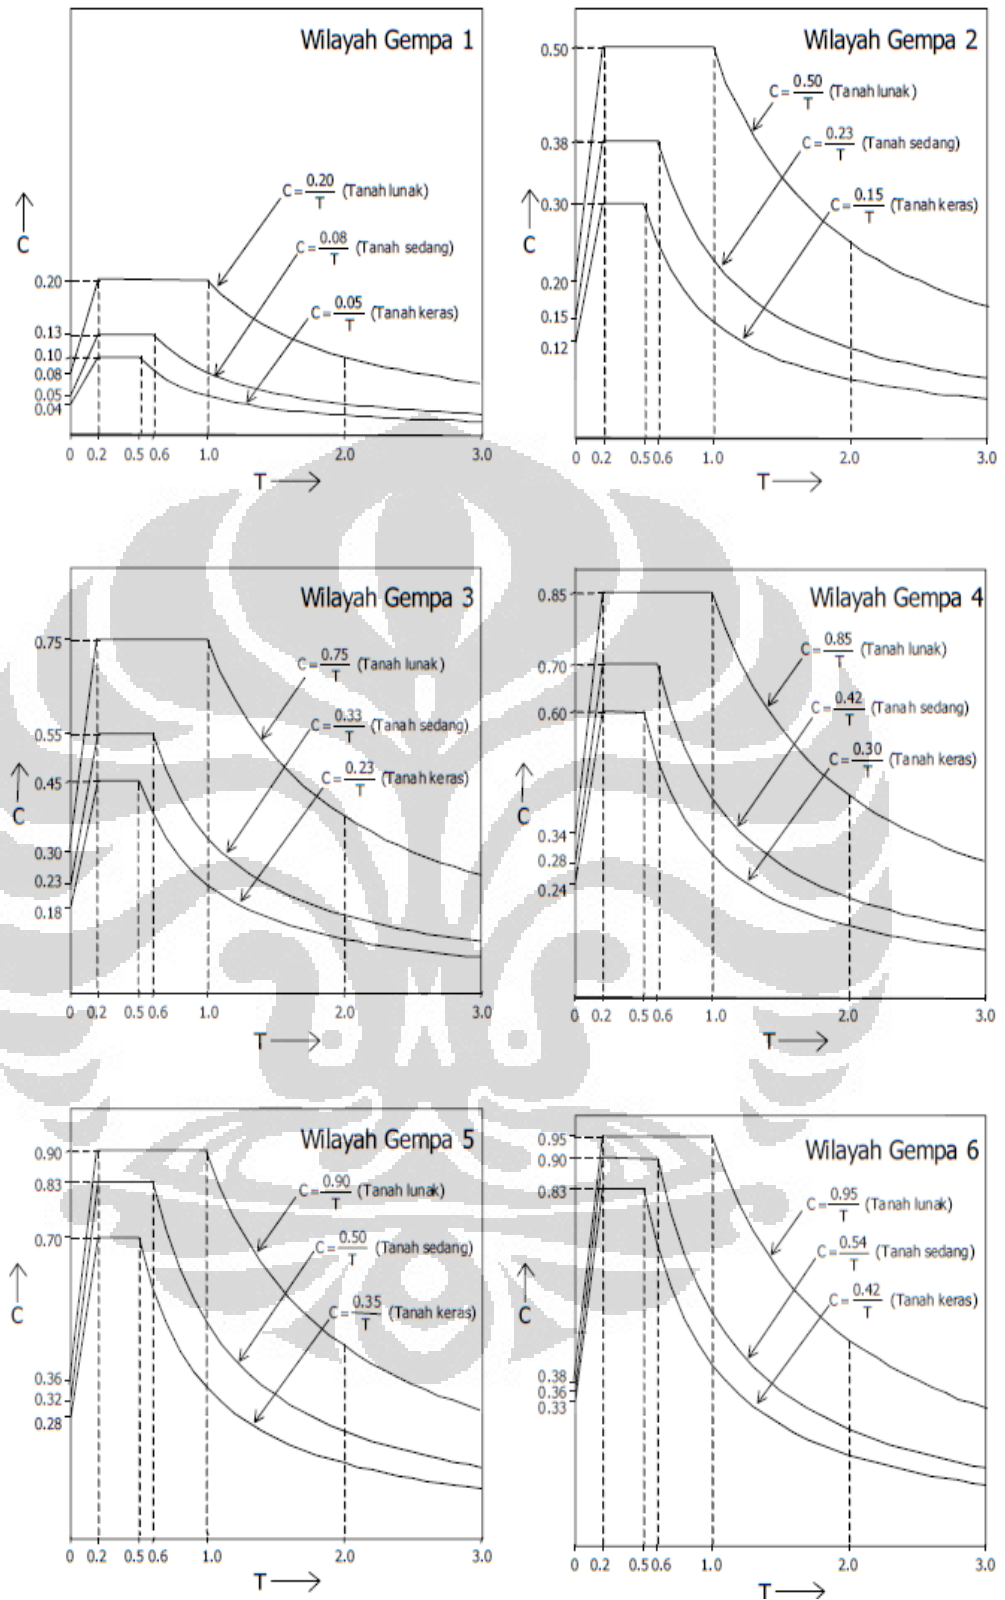 Wilayah Gempa 1
C=0.20/T (Tanah lunak)
C=0.08/T (Tanah sedang)
C=0.05/T (Tanah keras)
C
0.20
0.13
0.10
0.08
0.05
0.04
0 0.2 0.5 0.6 1.0 2.0 3.0
T
Wilayah Gempa 2
0.50
C=0.50/T (Tanah lunak)
0.38
C=0.23/T (Tanah sedang)
0.30
C=0.15/T (Tanah keras)
C
0.20
0.15
0.12
0 0.2 0.5 0.6 1.0 2.0 3.0
T
Wilayah Gempa 3
0.75
C=0.75/T (Tanah lunak)
0.55
C=0.33/T (Tanah sedang)
0.45
C=0.23/T (Tanah keras)
C
0.30
0.23
0.18
0 0.2 0.5 0.6 1.0 2.0 3.0
T
Wilayah Gempa 4
0.85
C=0.85/T (Tanah lunak)
0.70
C=0.42/T (Tanah sedang)
0.60
C=0.30/T (Tanah keras)
C
0.34
0.28
0.24
0 0.2 0.5 0.6 1.0 2.0 3.0
T
Wilayah Gempa 5
0.90
0.83
C=0.90/T (Tanah lunak)
0.70
C=0.50/T (Tanah sedang)
C=0.35/T (Tanah keras)
C
0.36
0.32
0.28
0 0.2 0.5 0.6 1.0 2.0 3.0
T
Wilayah Gempa 6
0.95
0.90
0.83
C=0.95/T (Tanah lunak)
C=0.54/T (Tanah sedang)
C=0.42/T (Tanah keras)
C
0.38
0.36
0.33
0 0.2 0.5 0.6 1.0 2.0 3.0
T